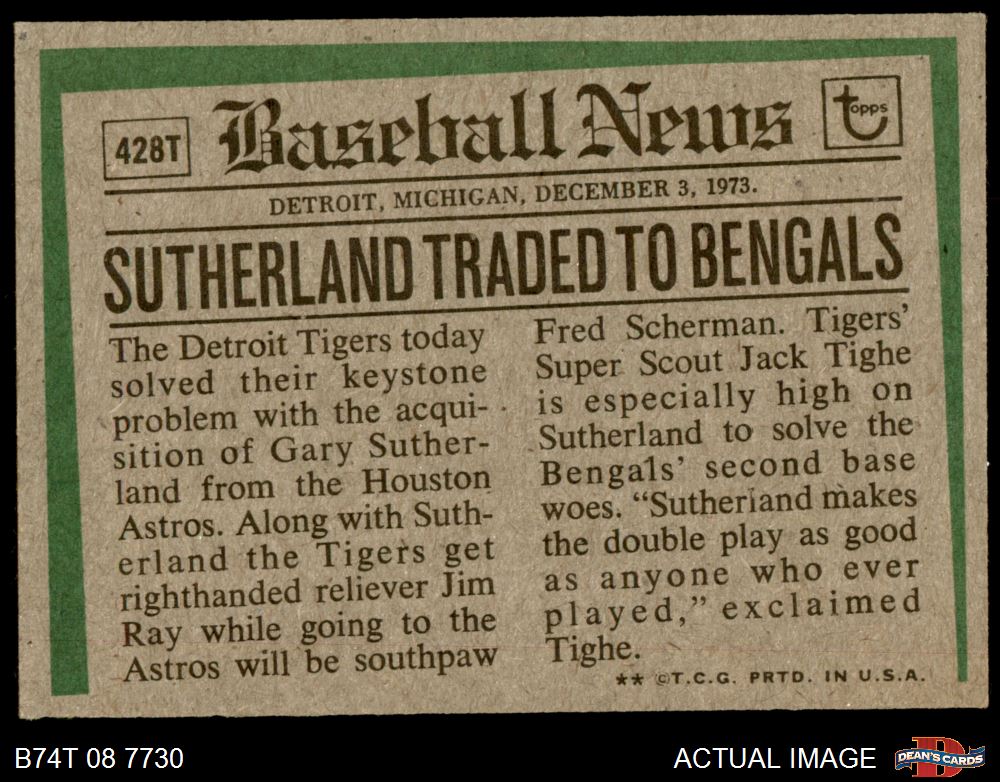 428T
Baseball News
topps
DETROIT, MICHIGAN, DECEMBER 3, 1973.
SUTHERLAND TRADED TO BENGALS
The Detroit Tigers today
solved their keystone
problem with the acqui-
sition of Gary Suther-
land from the Houston
Astros. Along with Suth-
erland the Tigers get
righthanded reliever Jim
Ray while going to the
Astros will be southpaw
Fred Scherman. Tigers'
Super Scout Jack Tighe
is especially high on
Sutherland to solve the
Bengals' second base
woes. “Sutherland makes
the double play as good
as anyone who ever
played,” exclaimed
Tighe.
** ©T.C.G. PRTD. IN U.S.A.
B74T 08 7730
ACTUAL IMAGE
D
DEAN'S CARDS